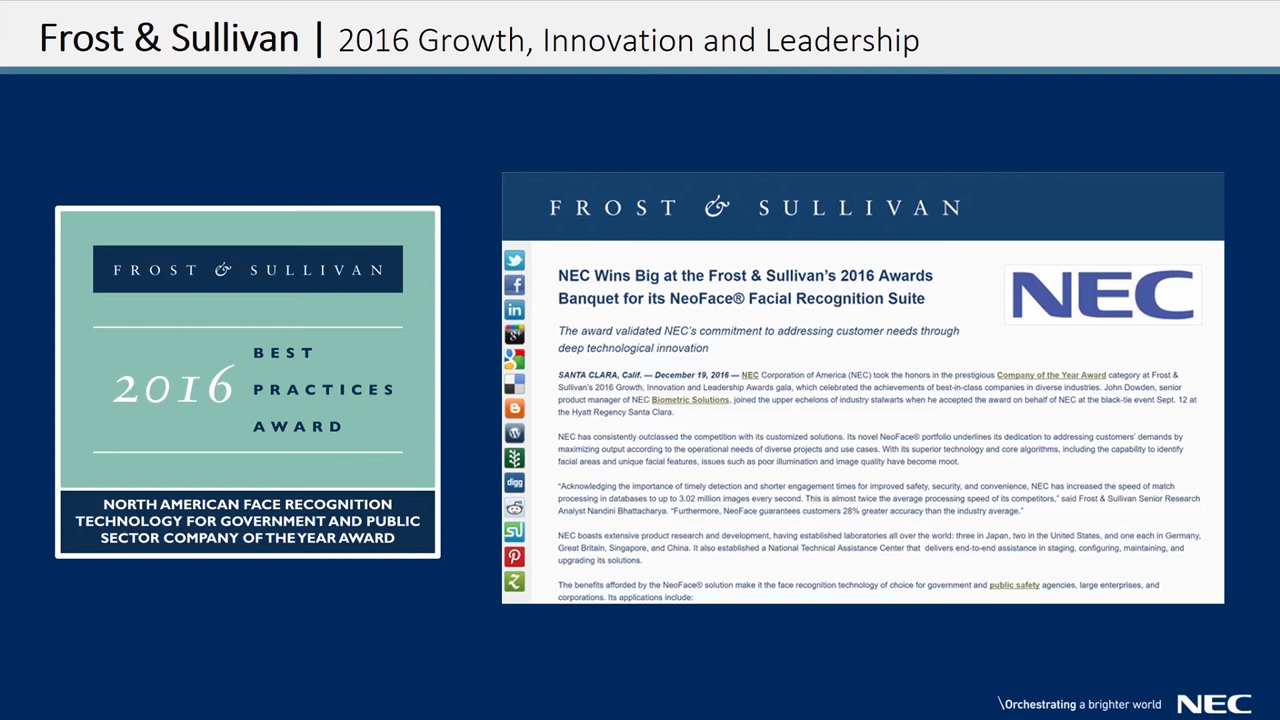 Frost & Sullivan | 2016 Growth, Innovation and Leadership
FROST & SULLIVAN
2016
BEST
PRACTICES
AWARD
NORTH AMERICAN FACE RECOGNITION
TECHNOLOGY FOR GOVERNMENT AND PUBLIC
SECTOR COMPANY OF THE YEAR AWARD
FROST & SULLIVAN
NEC Wins Big at the Frost & Sullivan's 2016 Awards
Banquet for its NeoFace® Facial Recognition Suite
NEC
The award validated NEC's commitment to addressing customer needs through
deep technological innovation
SANTA CLARA, Calif. — December 19, 2016 — NEC Corporation of America (NEC) took the honors in the prestigious Company of the Year Award category at Frost &
Sullivan's 2016 Growth, Innovation and Leadership Awards gala, which celebrated the achievements of best-in-class companies in diverse industries. John Dowden, senior
product manager of NEC Biometric Solutions, joined the upper echelons of industry stalwarts when he accepted the award on behalf of NEC at the black-tie event Sept. 12 at
the Hyatt Regency Santa Clara.
NEC has consistently outclassed the competition with its customized solutions. Its novel NeoFace® portfolio underlines its dedication to addressing customers' demands by
maximizing output according to the operational needs of diverse projects and use cases. With its superior technology and core algorithms, including the capability to identify
facial areas and unique facial features, issues such as poor illumination and image quality have become moot.
"Acknowledging the importance of timely detection and shorter engagement times for improved safety, security, and convenience, NEC has increased the speed of match
processing in databases to up to 3.02 million images every second. This is almost twice the average processing speed of its competitors," said Frost & Sullivan Senior Research
Analyst Nandini Bhattacharya. "Furthermore, NeoFace guarantees customers 28% greater accuracy than the industry average."
NEC boasts extensive product research and development, having established laboratories all over the world: three in Japan, two in the United States, and one each in Germany,
Great Britain, Singapore, and China. It also established a National Technical Assistance Center that delivers end-to-end assistance in staging, configuring, maintaining, and
upgrading its solutions.
The benefits afforded by the NeoFace® solution make it the face recognition technology of choice for government and public safety agencies, large enterprises, and
corporations. Its applications include:
digg
\Orchestrating a brighter world NEC